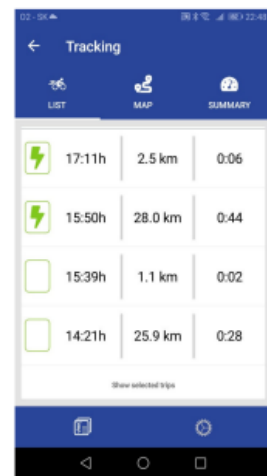 02 - SK
22:48
Tracking
LIST MAP SUMMARY
17:11h 2.5 km 0:06
15:50h 28.0 km 0:44
15:39h 1.1 km 0:02
14:21h 25.9 km 0:28
Show selected trips